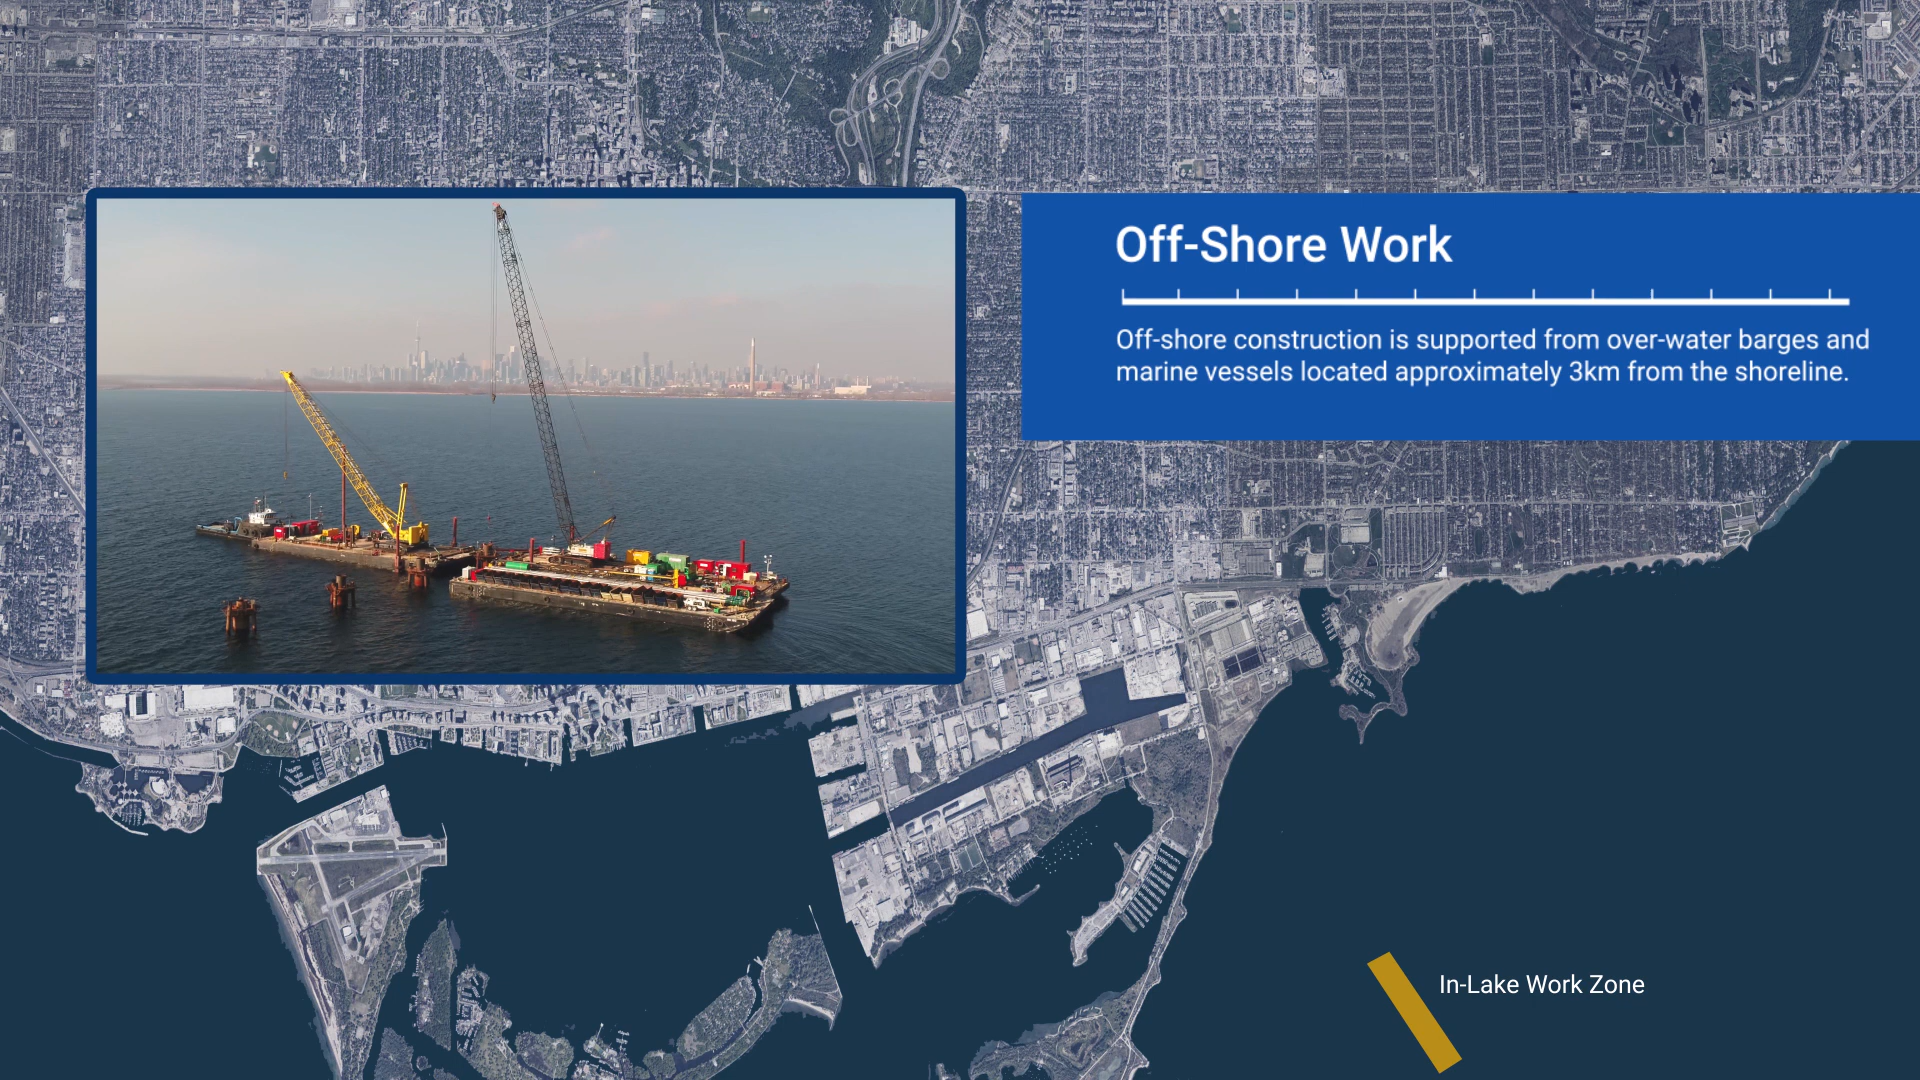 Off-Shore Work
Off-shore construction is supported from over-water barges and
marine vessels located approximately 3km from the shoreline.
In-Lake Work Zone